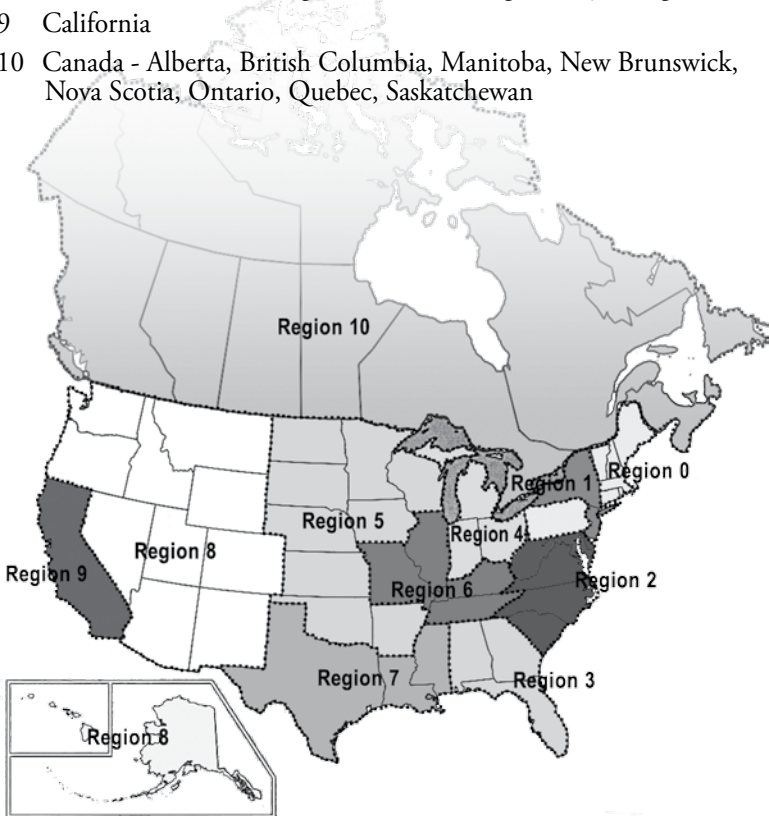 9 California
10 Canada - Alberta, British Columbia, Manitoba, New Brunswick,
Nova Scotia, Ontario, Quebec, Saskatchewan
Region 10
Region 0
Region 1
Region 5
Region 4
Region 8
Region 9
Region 2
Region 6
Region 7
Region 3
Region 8